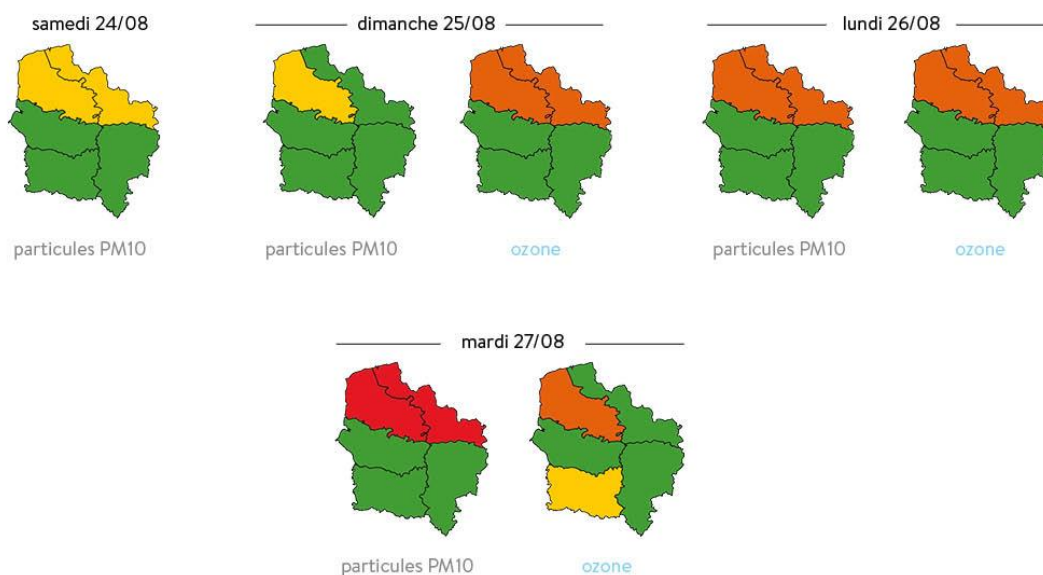 samedi 24/08
dimanche 25/08
lundi 26/08
particules PM10
particules PM10
ozone
particules PM10
ozone
mardi 27/08
particules PM10
ozone